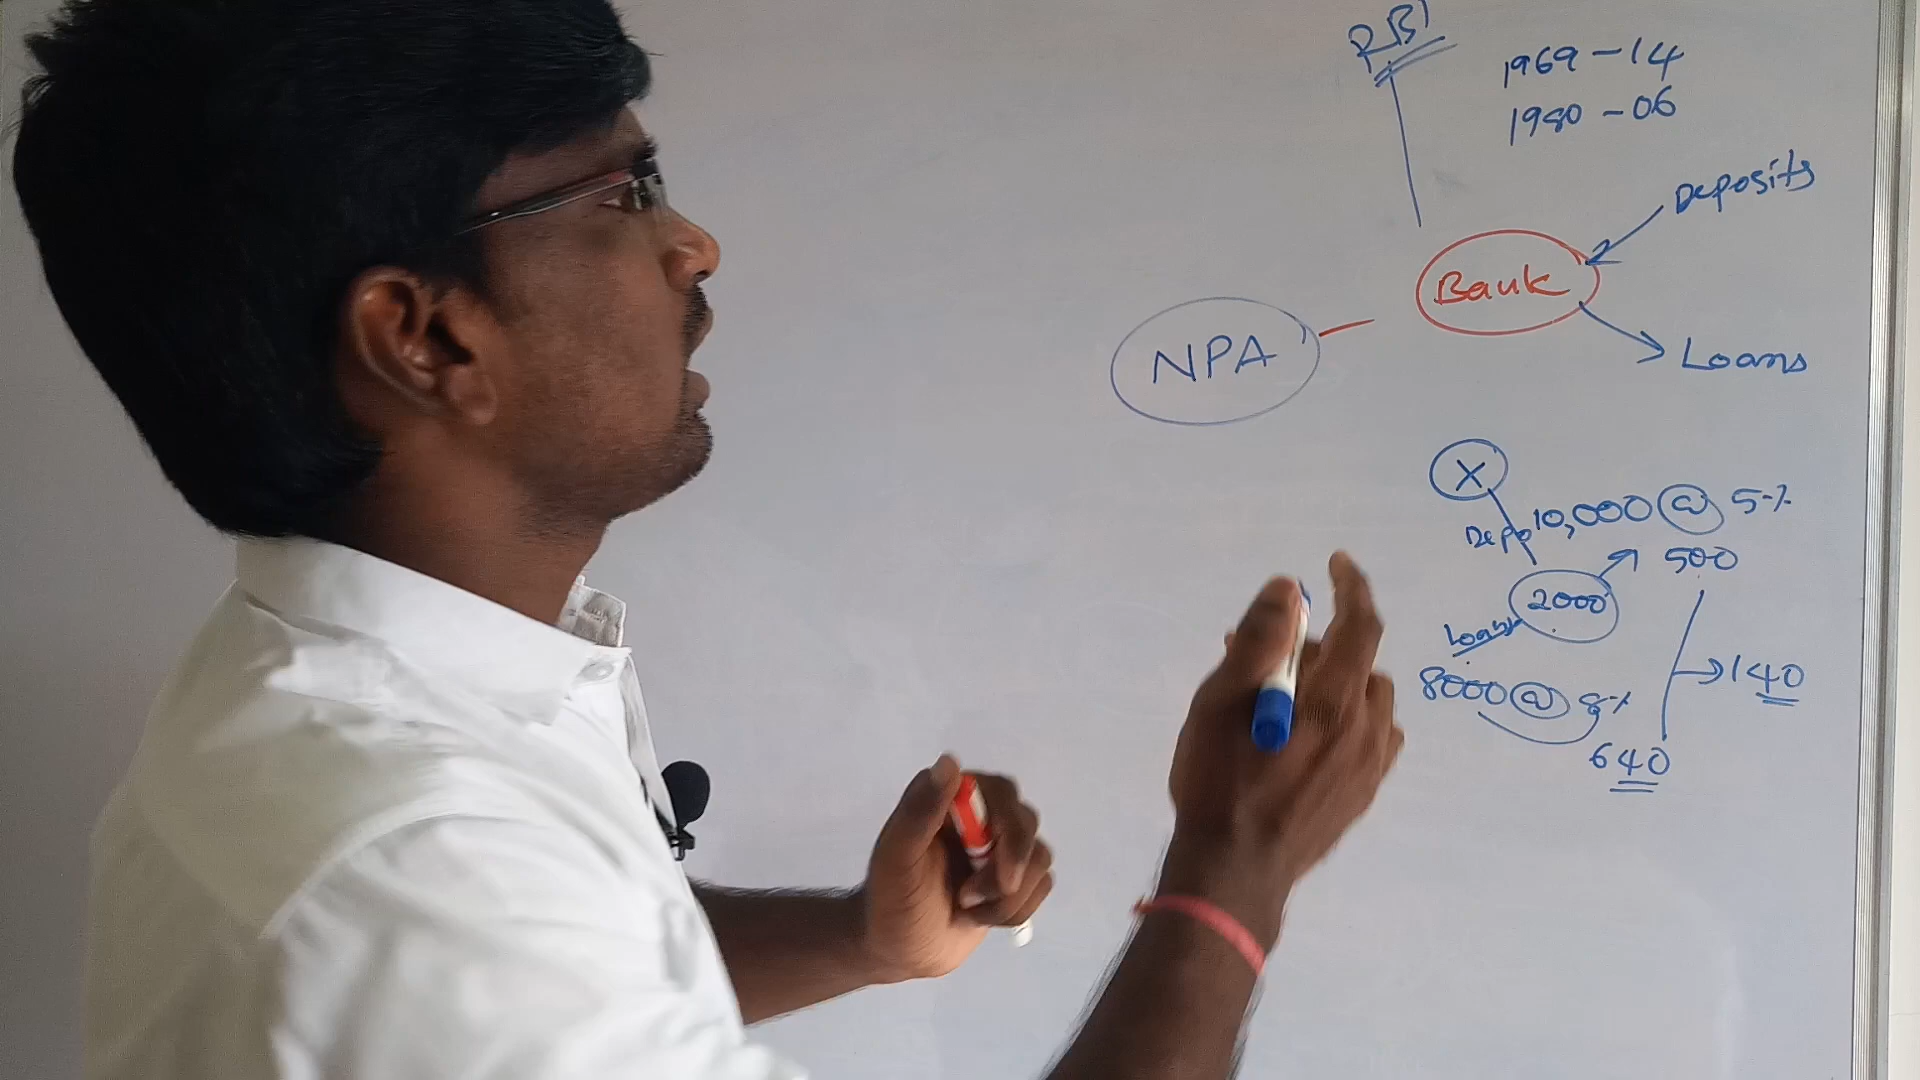 RBI
1969 - 14
1980 - 06
Deposits
Bank
NPA
Loans
X
Depo 10,000 @ 5%
500
2000
Loans
8000 @ 8%
140
640